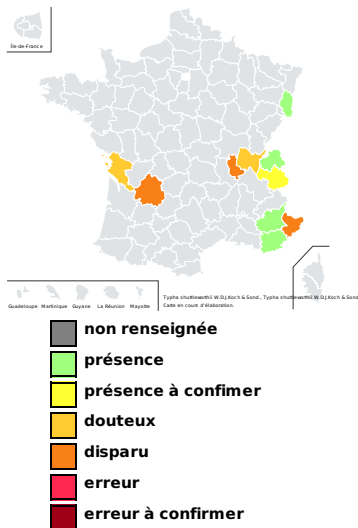 Île-de-France
Guadeloupe Martinique Guyane La Réunion Mayotte
Typha shuttleworthii W.D.J.Koch & Sond., Typha shuttleworthii W.D.J.Koch & Sond
Carte en cours d'élaboration.
non renseignée
présence
présence à confimer
douteux
disparu
erreur
erreur à confirmer